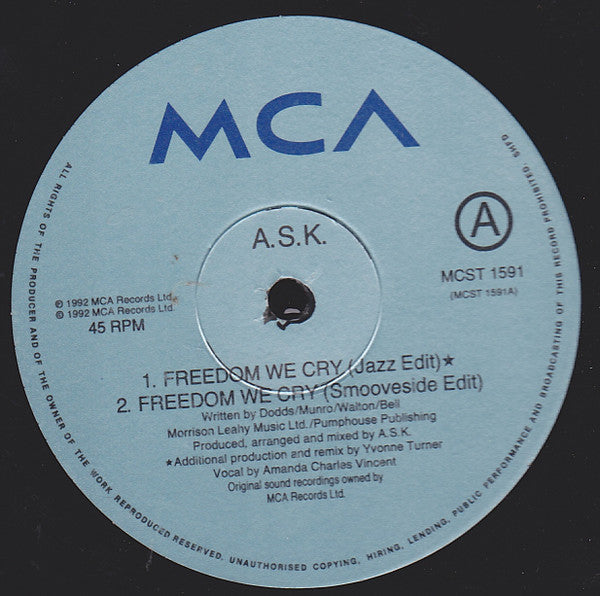 MCA
A.S.K.
A
MCST 1591
(MCST 1591A)
℗ 1992 MCA Records Ltd.
© 1992 MCA Records Ltd
45 RPM
1. FREEDOM WE CRY (Jazz Edit)★
2. FREEDOM WE CRY (Smooveside Edit)
Written by Dodds/Munro/Walton/Bell
Morrison Leahy Music Ltd./Pumphouse Publishing
Produced, arranged and mixed by A.S.K.
★Additional production and remix by Yvonne Turner
Vocal by Amanda Charles Vincent
Original sound recordings owned by
MCA Records Ltd.
ALL RIGHTS OF THE PRODUCER AND OF THE OWNER OF THE WORK REPRODUCED RESERVED. UNAUTHORISED COPYING, HIRING, LENDING, PUBLIC PERFORMANCE AND BROADCASTING OF THIS RECORD PROHIBITED. SHFD